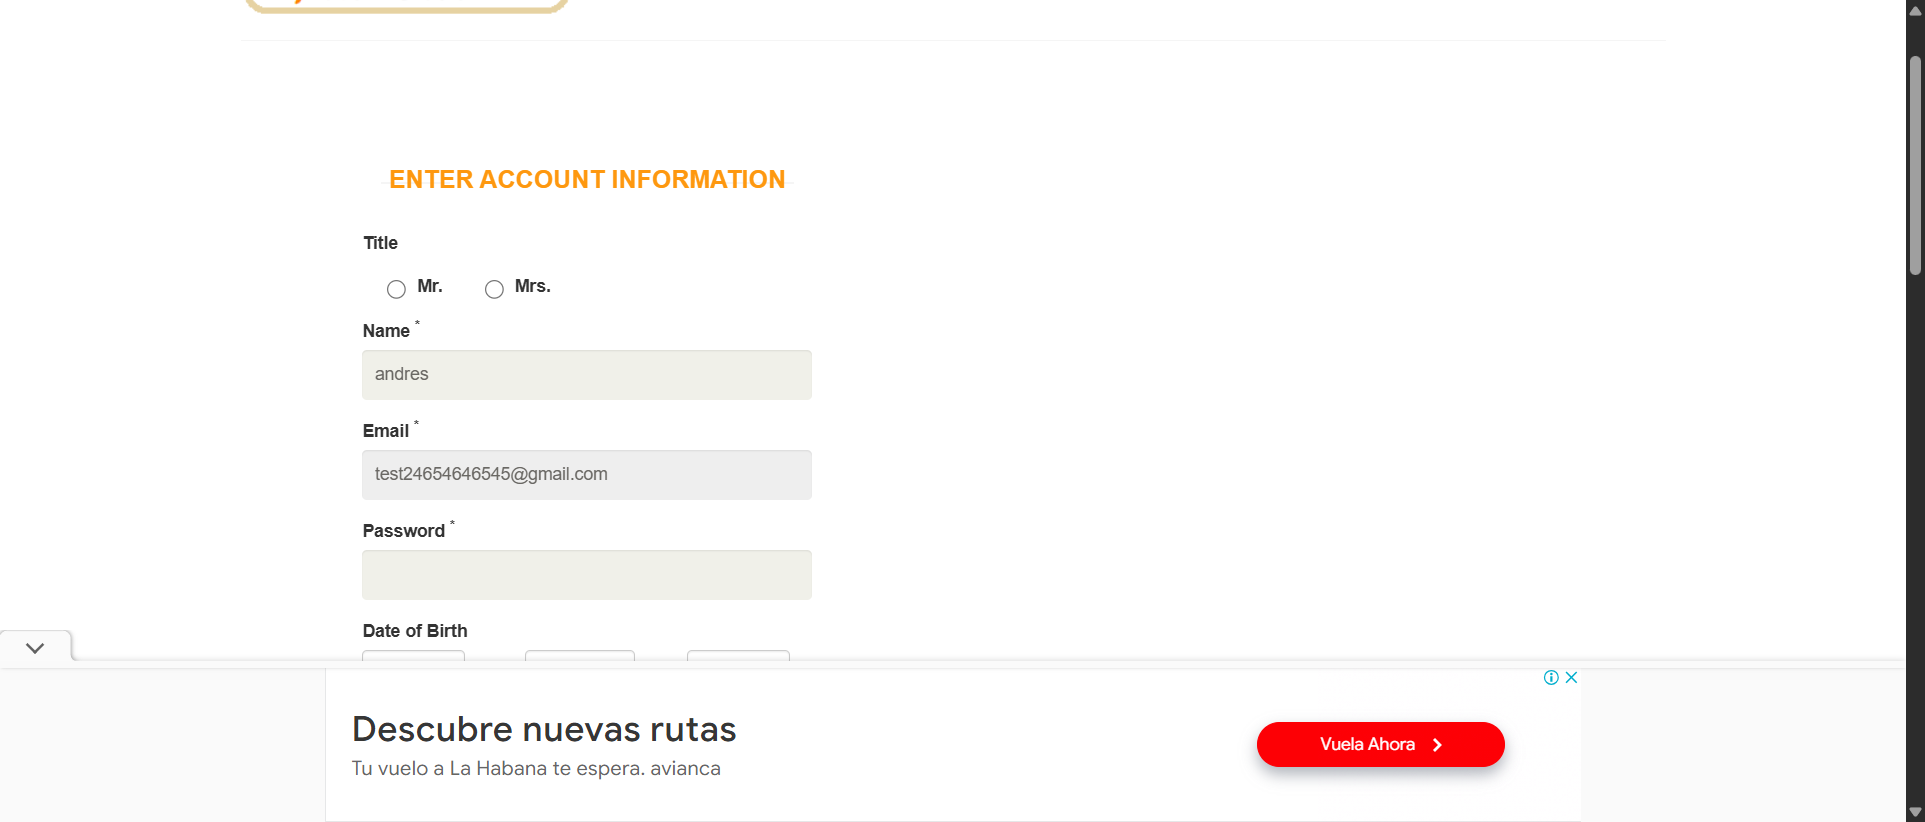 ENTER ACCOUNT INFORMATION
Title
Mr. Mrs.
Name *
andres
Email *
test24654646545@gmail.com
Password *
Date of Birth
Descubre nuevas rutas
Tu vuelo a La Habana te espera. avianca
Vuela Ahora